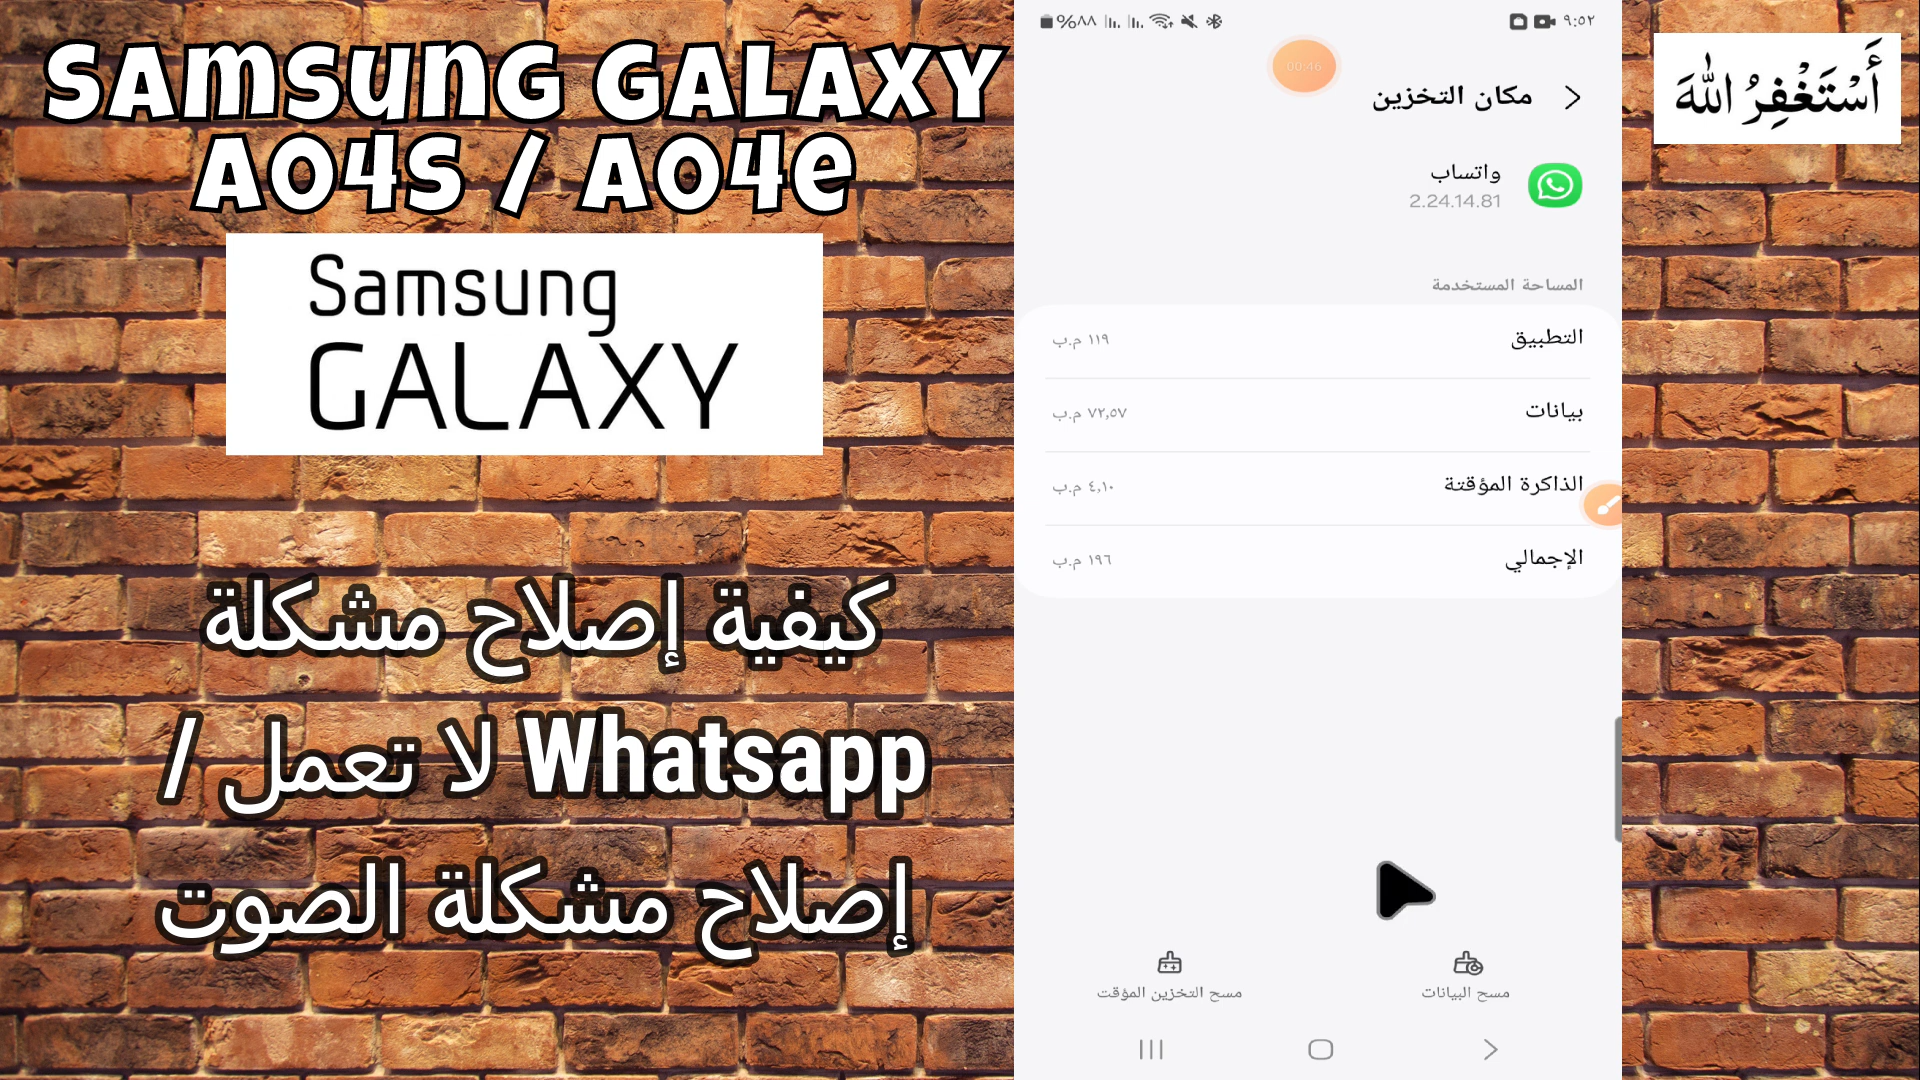 SAMSUNG GALAXY
A04S / A04E
Samsung
GALAXY
كيفية إصلاح مشكلة
Whatsapp لا تعمل /
إصلاح مشكلة الصوت
٩:٥٢
%٨٨
00:46
مكان التخزين
واتساب
2.24.14.81
المساحة المستخدمة
التطبيق
١١٩ م.ب
بيانات
٧٢,٥٧ م.ب
الذاكرة المؤقتة
٤,١٠ م.ب
الإجمالي
١٩٦ م.ب
مسح البيانات
مسح التخزين المؤقت
أَسْتَغْفِرُ اللهَ